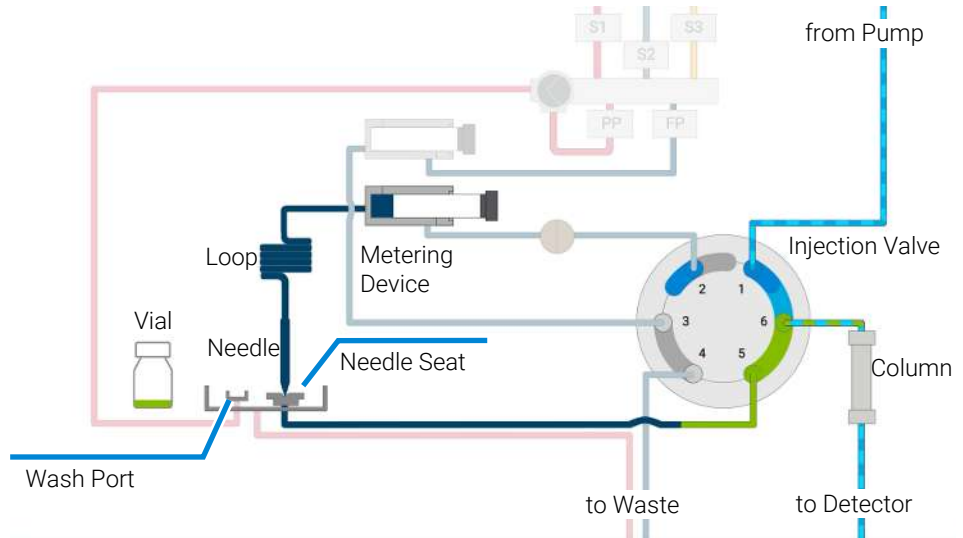 S1
S3
from Pump
S2
PP
FP
Injection Valve
Loop
Metering
Device
2
1
Vial
3
6
Needle
Needle Seat
4
5
Column
Wash Port
to Waste
to Detector